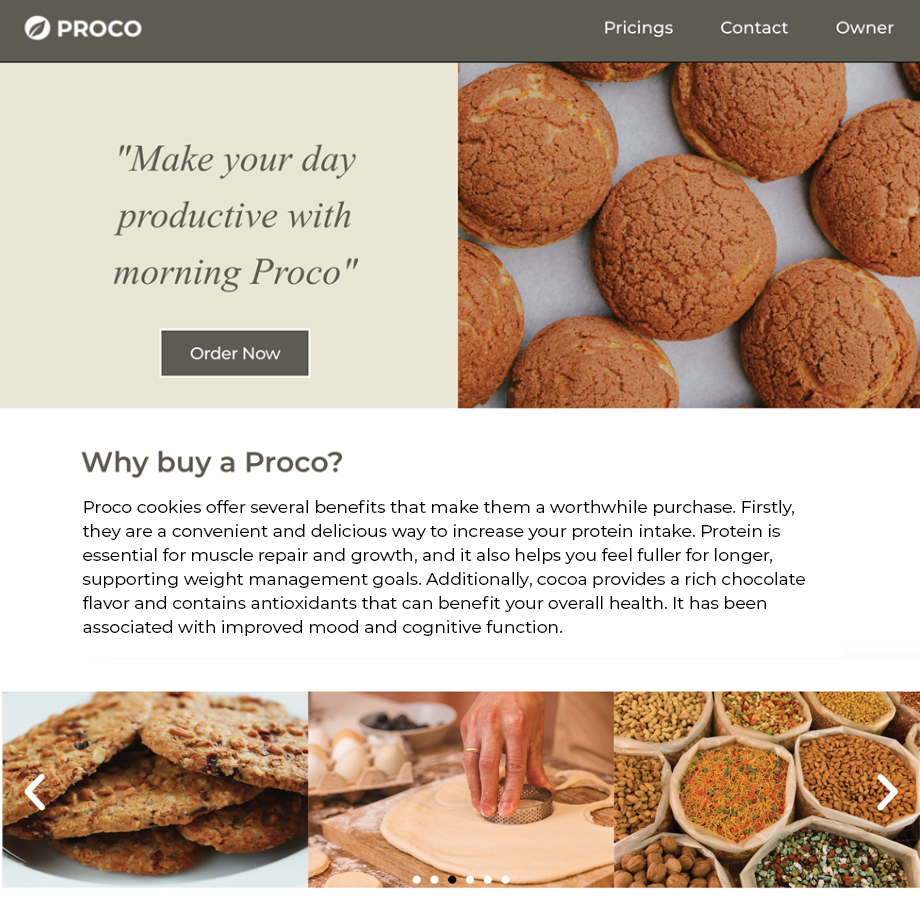 PROCO
Pricings
Contact
Owner
"Make your day
productive with
morning Proco"
Order Now
Why buy a Proco?
Proco cookies offer several benefits that make them a worthwhile purchase. Firstly,
they are a convenient and delicious way to increase your protein intake. Protein is
essential for muscle repair and growth, and it also helps you feel fuller for longer,
supporting weight management goals. Additionally, cocoa provides a rich chocolate
flavor and contains antioxidants that can benefit your overall health. It has been
associated with improved mood and cognitive function.